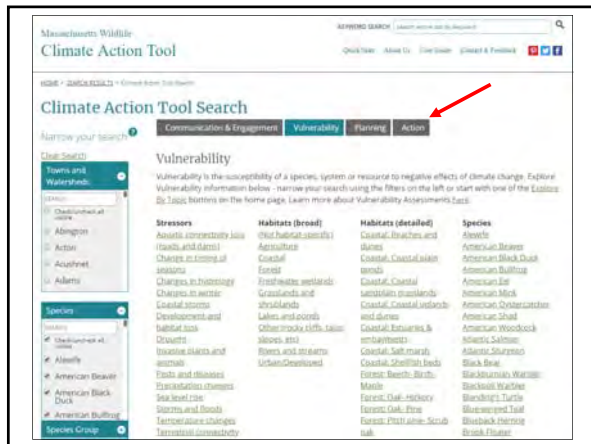 Massachusetts Wildlife
Climate Action Tool
KEYWORD SEARCH
Quick Start About Us User Guide Contact & Feedback
HOME > SEARCH RESULTS > Climate Action Tool Search
Climate Action Tool Search
Narrow your search
Communication & Engagement Vulnerability Planning Action
Clear Search
Towns and
Watersheds
SEARCH
Check/uncheck all
Abington
Acton
Acushnet
Adams
Species
SEARCH
Check/uncheck all
Alewife
American Beaver
American Black
Duck
American Bullfrog
Species Group
Vulnerability
Vulnerability is the susceptibility of a species, system or resource to negative effects of climate change. Explore
Vulnerability information below - narrow your search using the filters on the left or start with one of the Explore
By Topic buttons on the home page. Learn more about Vulnerability Assessments here.
Stressors
Aquatic connectivity loss
(roads and dams)
Change in timing of
seasons
Changes in hydrology
Changes in winter
Coastal storms
Development and
habitat loss
Drought
Invasive plants and
animals
Pests and diseases
Precipitation changes
Sea level rise
Storms and floods
Temperature changes
Terrestrial connectivity
Habitats (broad)
(Not habitat specific)
Agriculture
Coastal
Forest
Freshwater wetlands
Grasslands and
shrublands
Lakes and ponds
Other (rocky cliffs, talus
slopes, etc)
Rivers and streams
Urban/Developed
Habitats (detailed)
Coastal: Beaches and
dunes
Coastal: Coastal plain
ponds
Coastal: Coastal
sandplain grasslands
Coastal: Coastal uplands
and dunes
Coastal: Estuaries &
embayments
Coastal: Salt marsh
Coastal: Shellfish beds
Forest: Beech- Birch-
Maple
Forest: Oak- Hickory
Forest: Oak- Pine
Forest: Pitch pine- Scrub
oak
Species
Alewife
American Beaver
American Black Duck
American Bullfrog
American Eel
American Mink
American Oystercatcher
American Shad
American Woodcock
Atlantic Salmon
Atlantic Sturgeon
Black Bear
Blackburnian Warbler
Blackpoll Warbler
Blanding's Turtle
Blue-winged Teal
Blueback Herring
Brook Floater